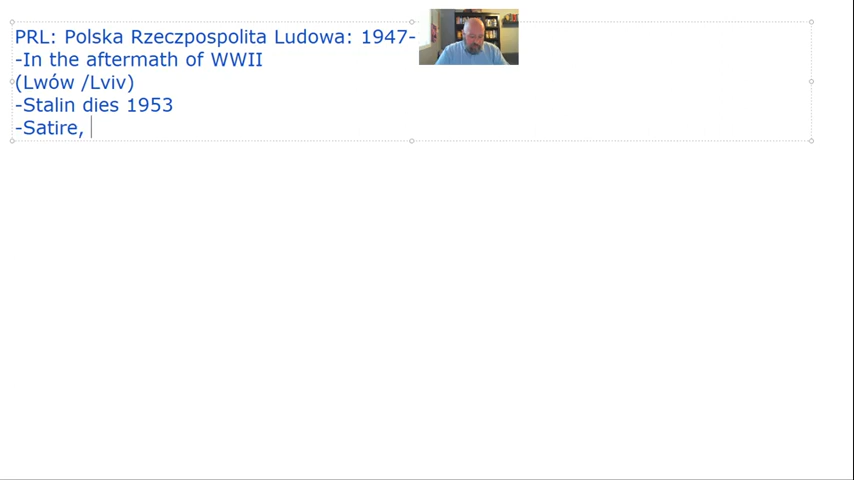 PRL: Polska Rzeczpospolita Ludowa: 1947-
-In the aftermath of WWII
(Lwów /Lviv)
-Stalin dies 1953
-Satire,